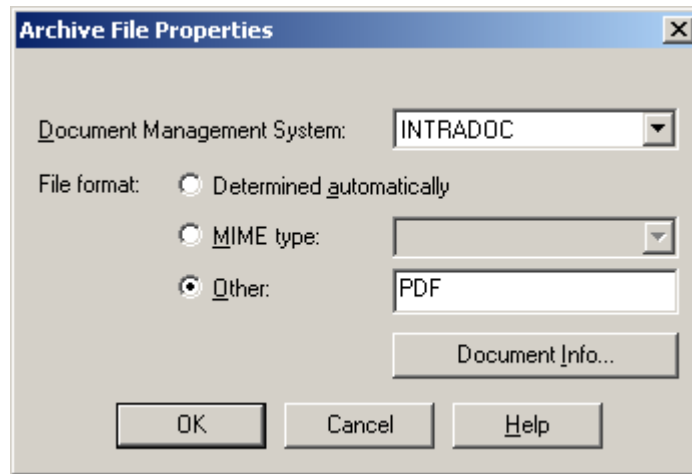 Archive File Properties
Document Management System: INTRADOC
File format: Determined automatically
MIME type:
Other: PDF
Document Info...
OK Cancel Help